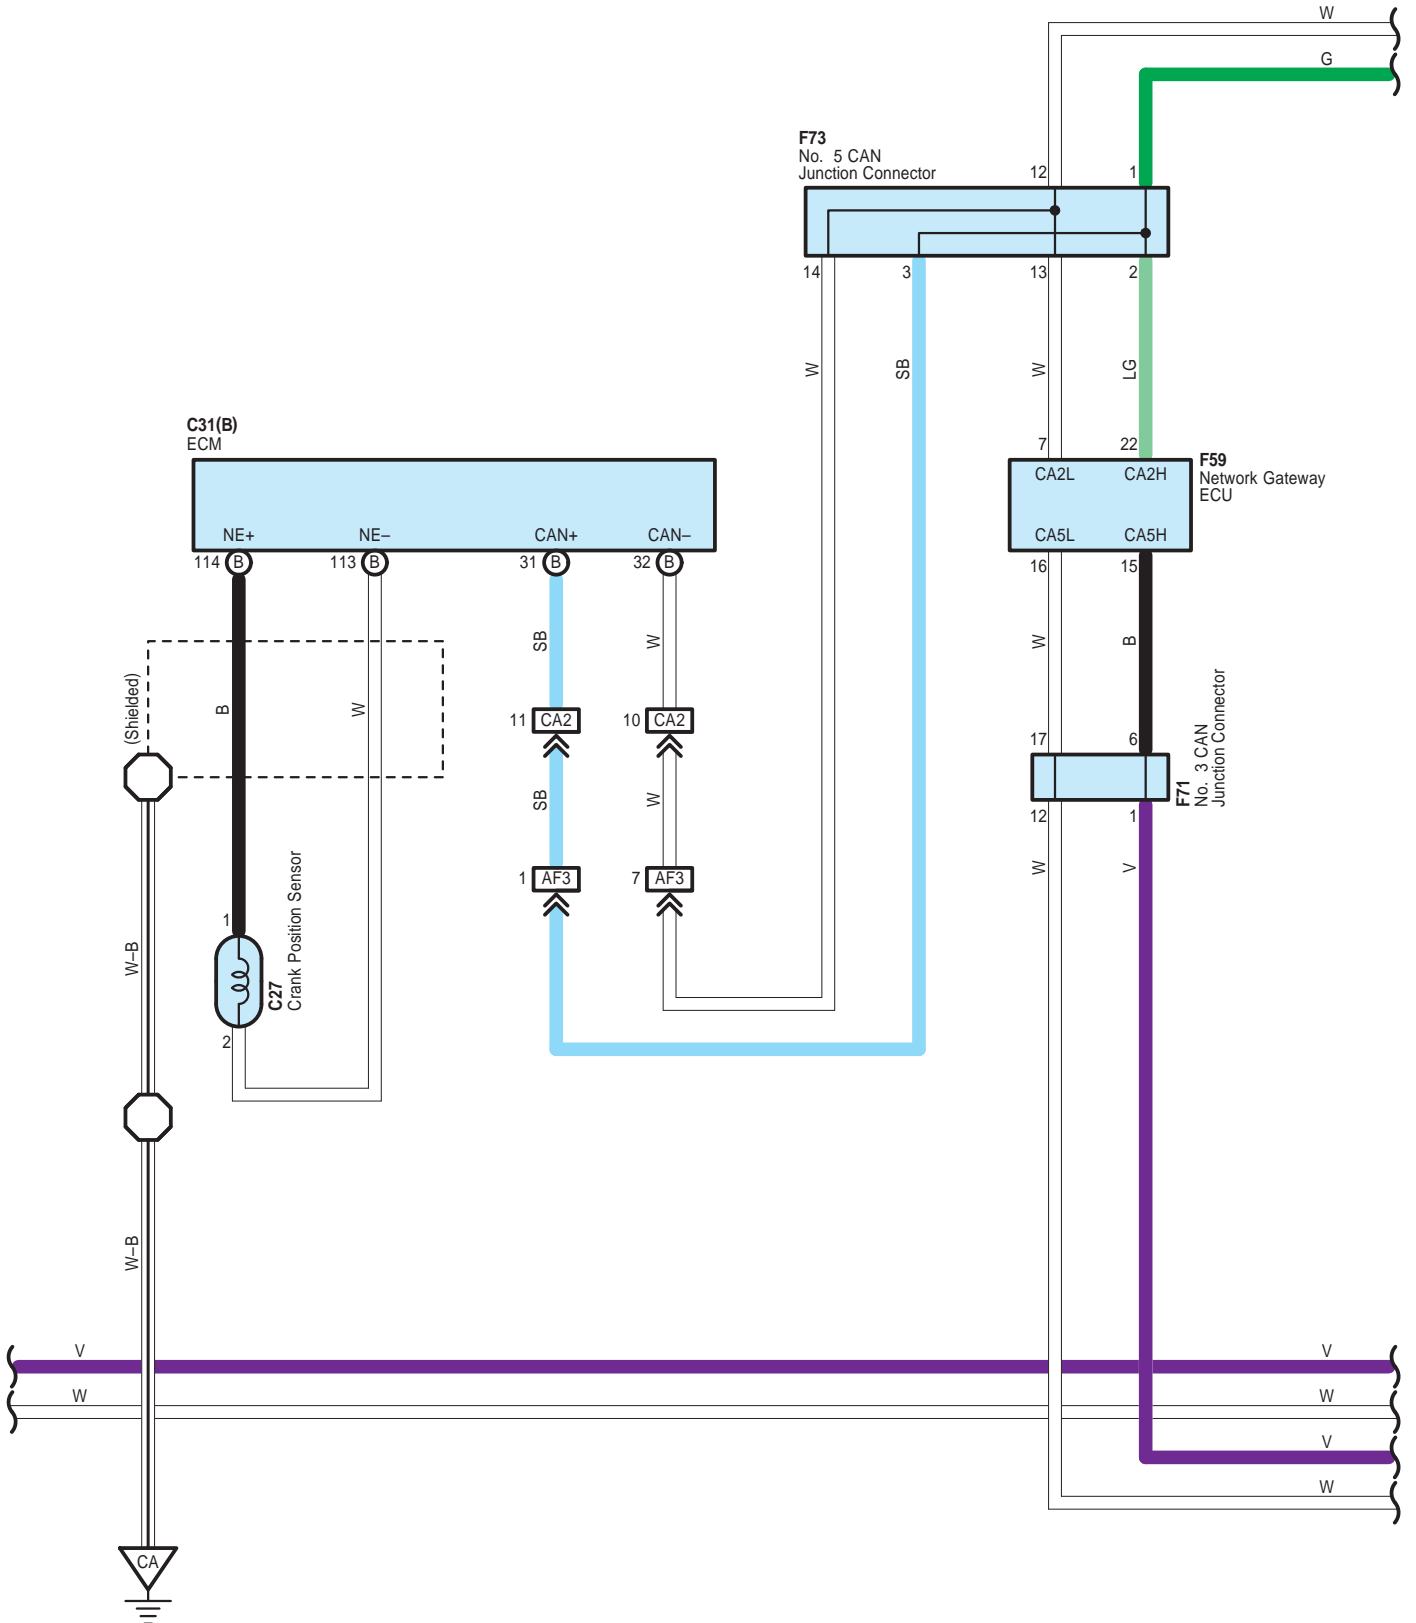 W
G
F73
No. 5 CAN
Junction Connector
12
1
14
3
13
2
W
SB
W
LG
C31(B)
ECM
7
22
F59
Network Gateway
ECU
CA2L
CA2H
CA5L
CA5H
NE+
NE–
CAN+
CAN–
114
B
113
B
31
B
32
B
16
15
(Shielded)
B
W
SB
W
W
B
11
CA2
10
CA2
17
6
F71
No. 3 CAN
Junction Connector
SB
W
12
1
1
AF3
7
AF3
W
V
1
C27
Crank Position Sensor
2
W–B
W–B
V
V
W
W
V
W
CA